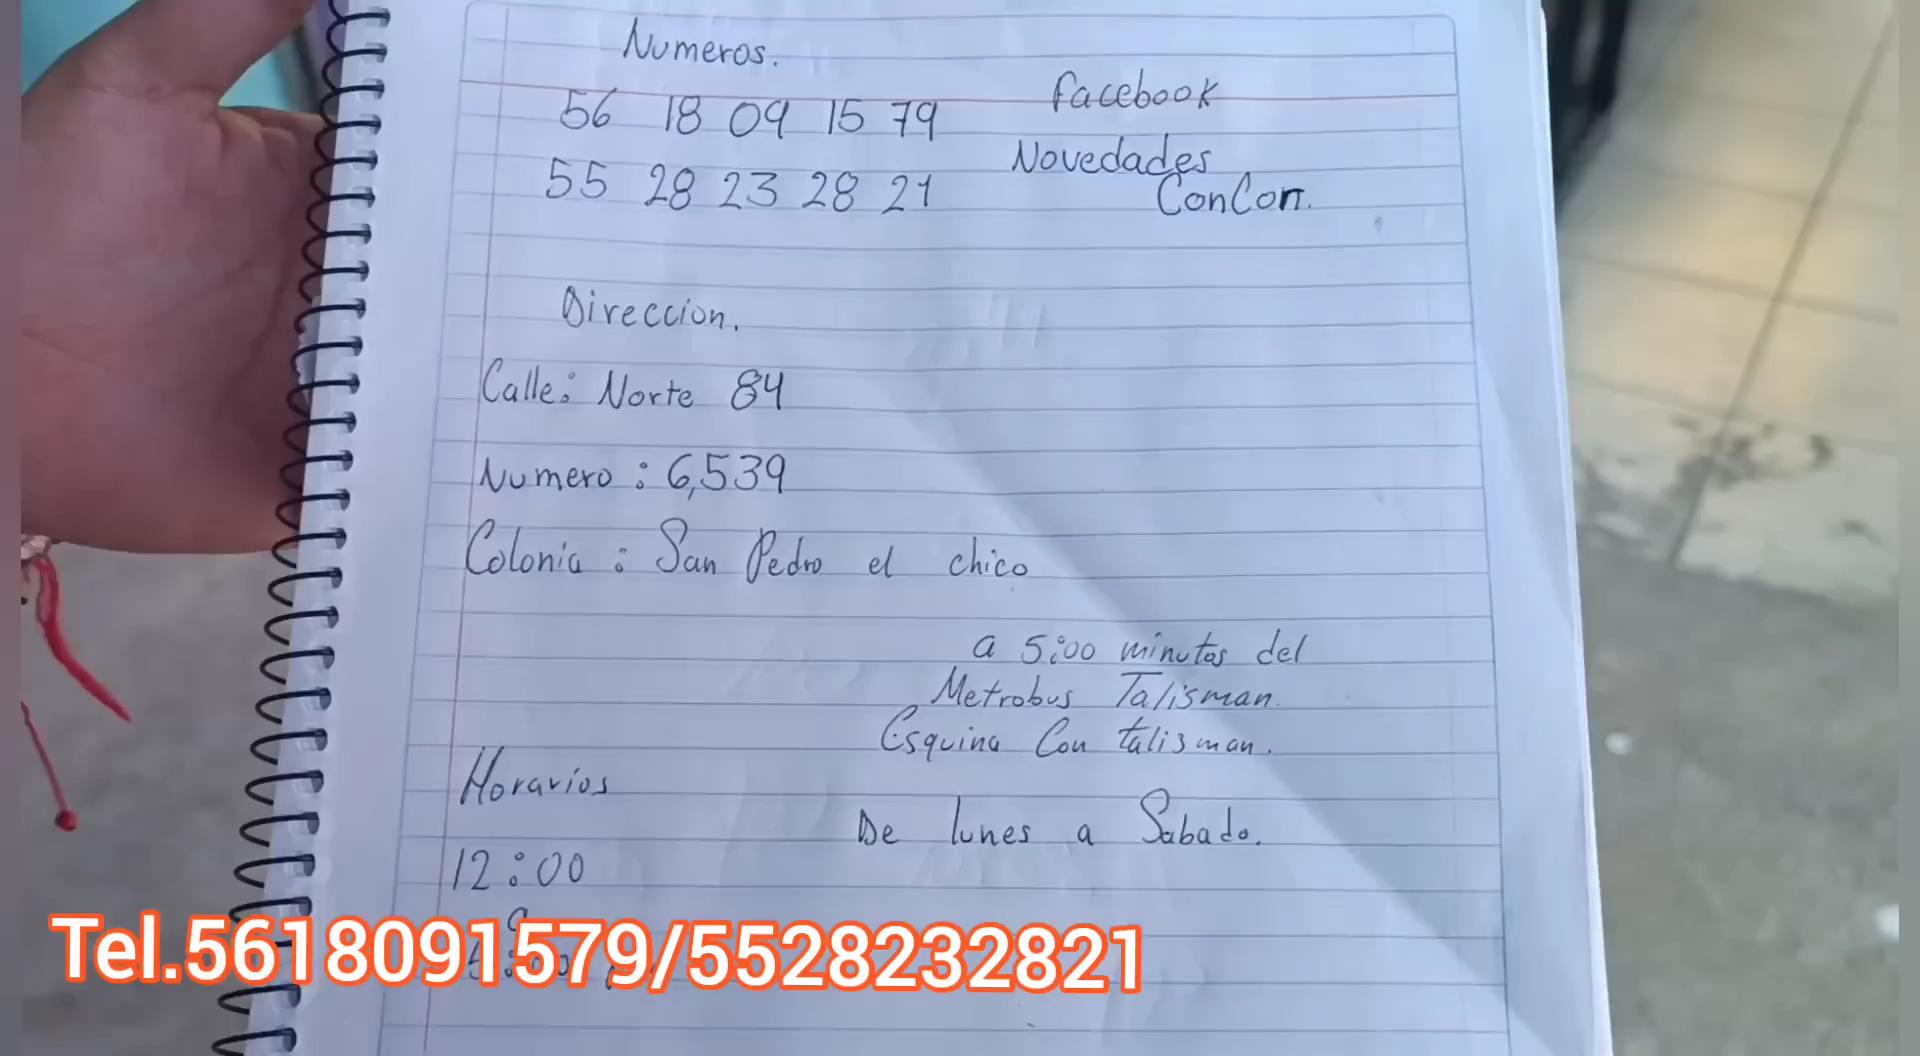 Numeros.
56 18 09 15 79
55 28 23 28 21
facebook
Novedades
ConCon.
Direccion.
Calle: Norte 84
Numero: 6,539
Colonia: San Pedro el chico
a 5:00 minutos del
Metrobus Talisman.
Esquina Con talisman.
Horarios
De lunes a Sabado.
12:00
a
Tel.5618091579/5528232821